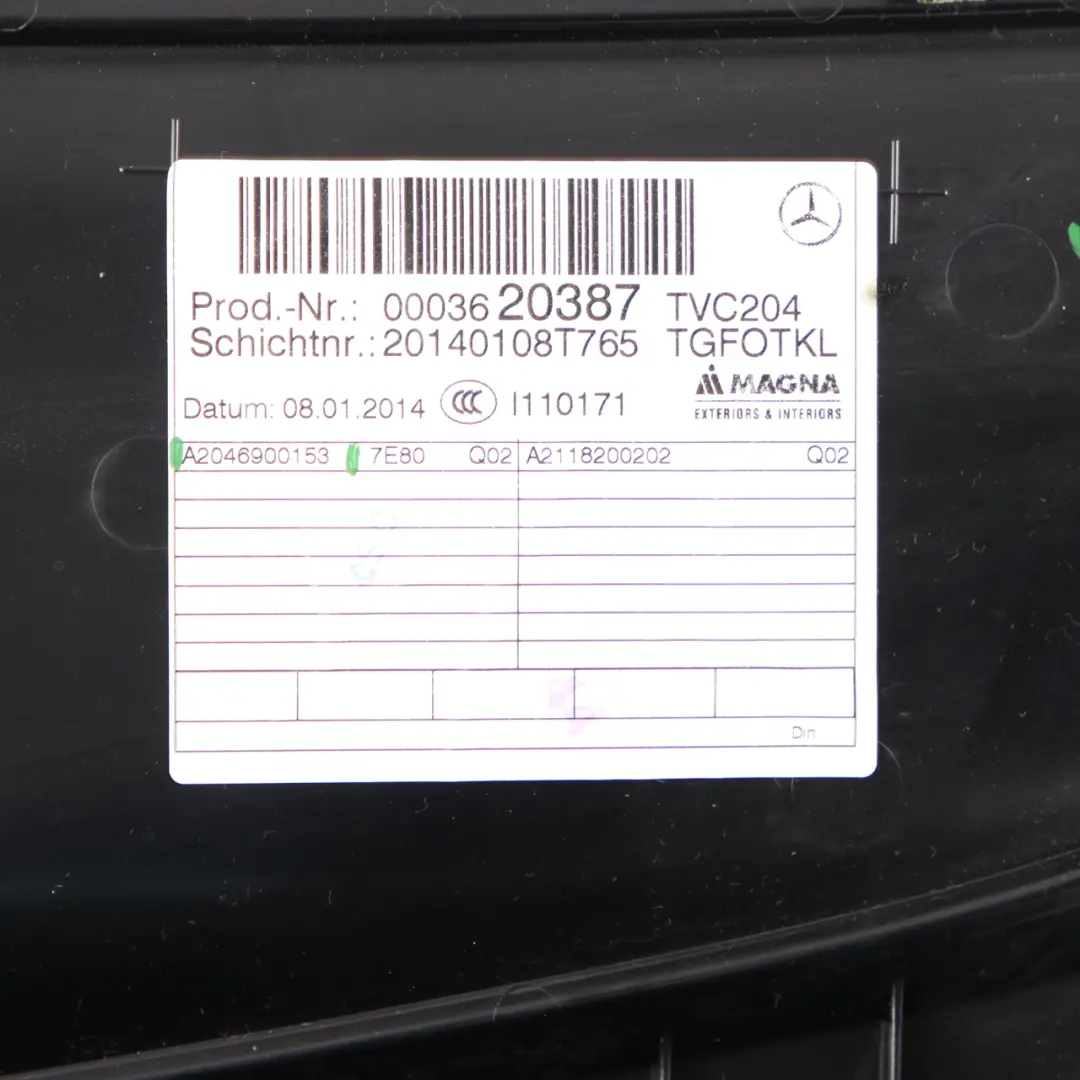 Prod.-Nr.: 00036 20387 TVC204
Schichtnr.: 20140108T765 TGFOTKL
MAGNA
EXTERIORS & INTERIORS
Datum: 08.01.2014 CCC I110171
A2046900153 7E80 Q02 A2118200202 Q02
Din